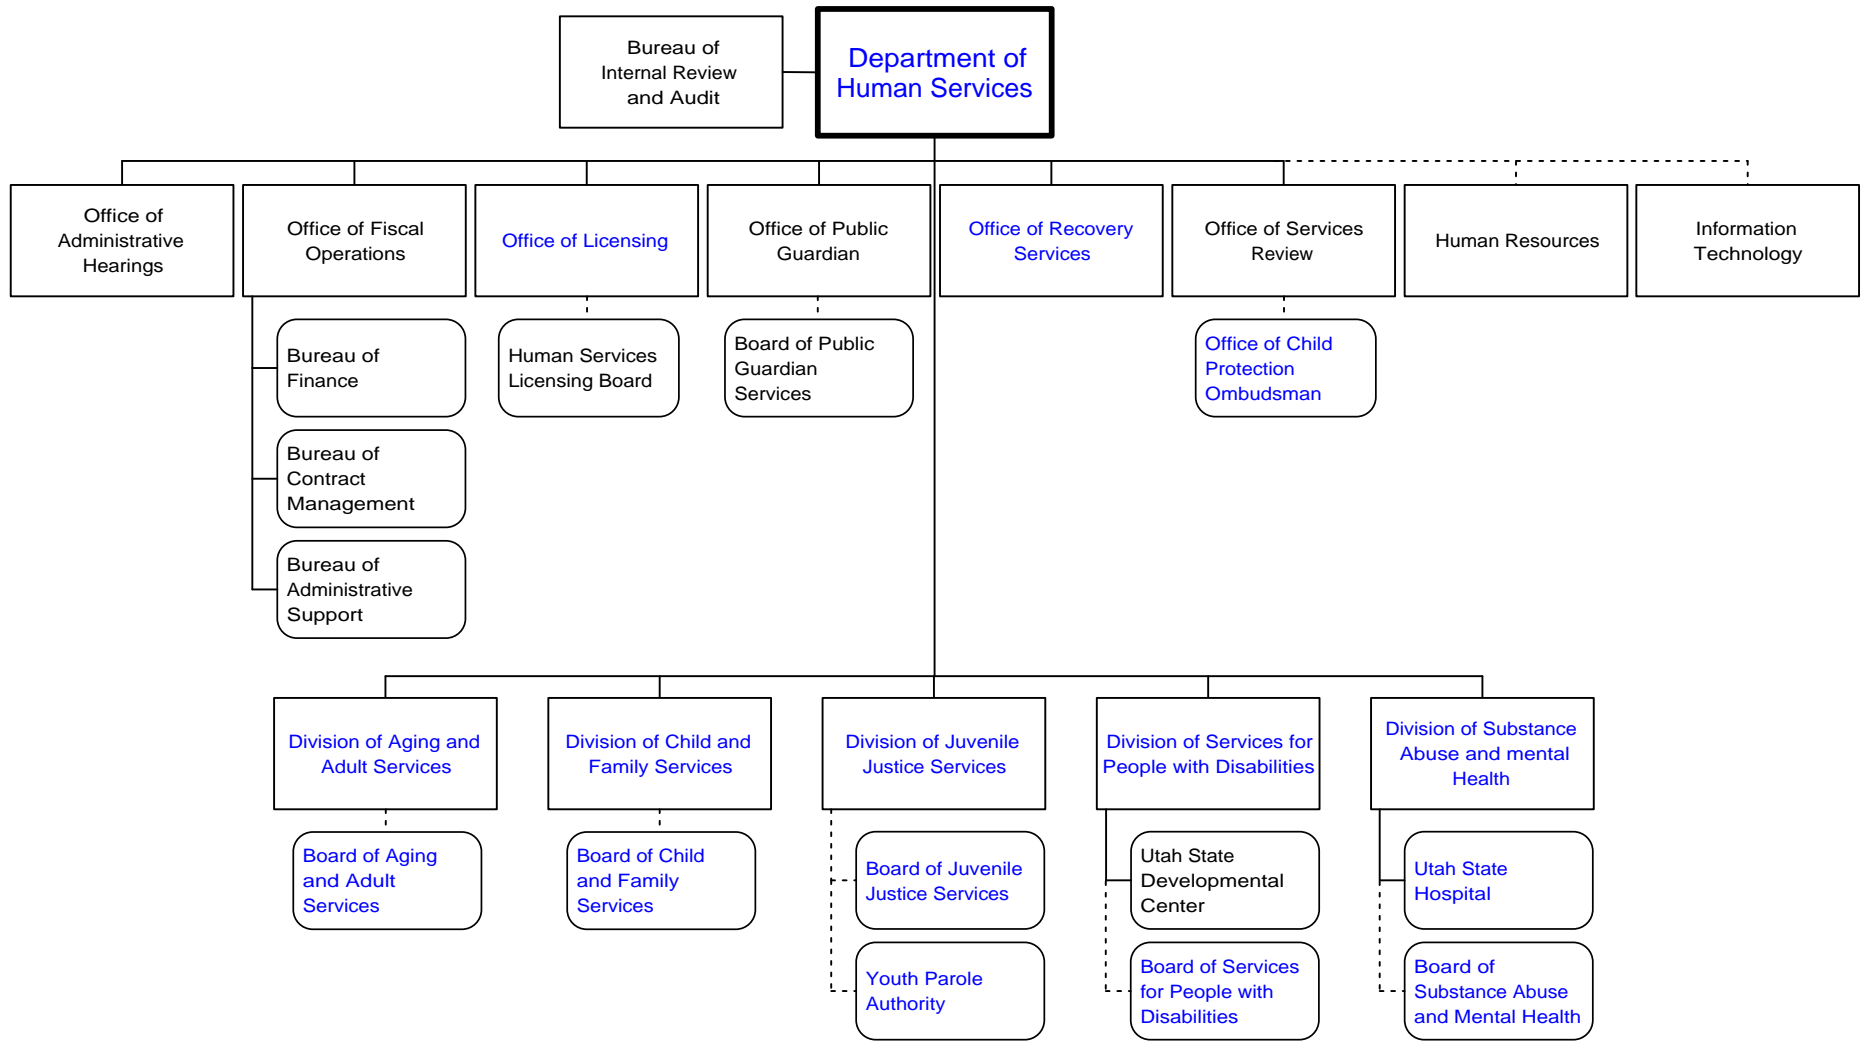 Bureau of
Internal Review
and Audit
Department of
Human Services
Office of
Administrative
Hearings
Office of Fiscal
Operations
Office of Licensing
Office of Public
Guardian
Office of Recovery
Services
Office of Services
Review
Human Resources
Information
Technology
Bureau of
Finance
Human Services
Licensing Board
Board of Public
Guardian
Services
Office of Child
Protection
Ombudsman
Bureau of
Contract
Management
Bureau of
Administrative
Support
Division of Aging and
Adult Services
Division of Child and
Family Services
Division of Juvenile
Justice Services
Division of Services for
People with Disabilities
Division of Substance
Abuse and mental
Health
Board of Aging
and Adult
Services
Board of Child
and Family
Services
Board of Juvenile
Justice Services
Utah State
Developmental
Center
Utah State
Hospital
Youth Parole
Authority
Board of Services
for People with
Disabilities
Board of
Substance Abuse
and Mental Health